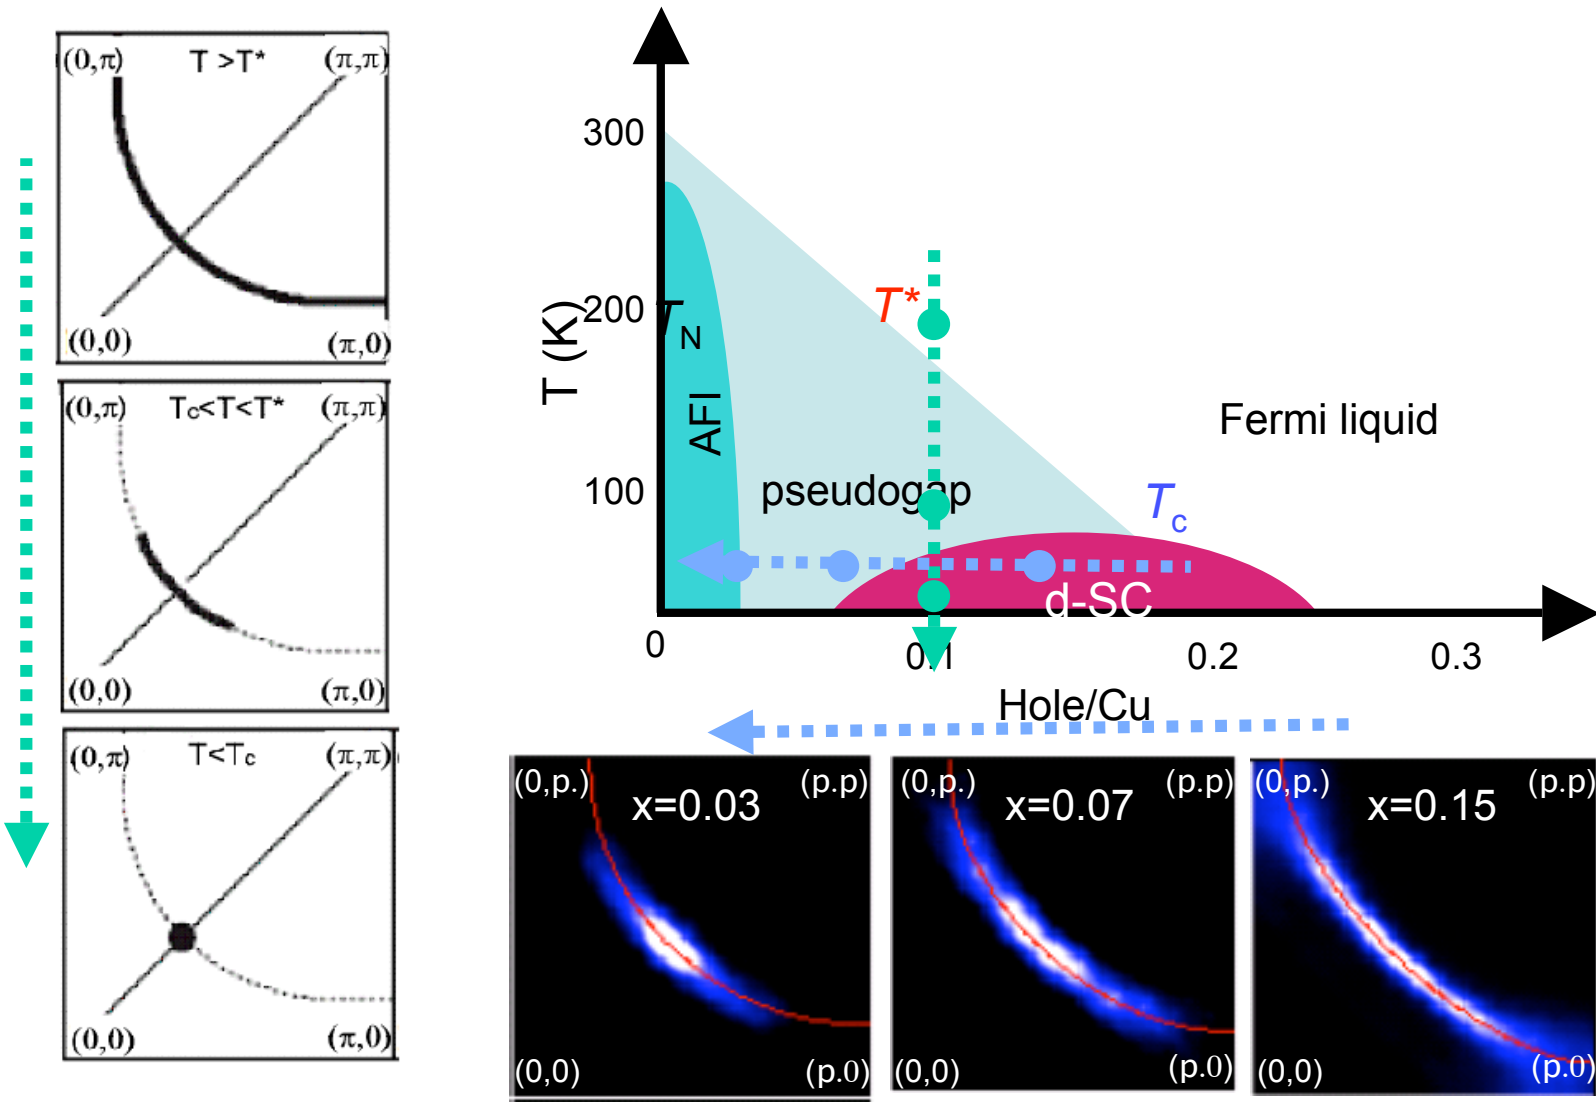 (0,π) T >T* (π,π)
(0,0) (π,0)
(0,π) Tc<T<T* (π,π)
(0,0) (π,0)
(0,π) T<Tc (π,π)
(0,0) (π,0)
300
200
100
T (K)
TN
AFI
T*
pseudogap
Tc
Fermi liquid
d-SC
0 0.1 0.2 0.3
Hole/Cu
(0,p.) (p.p)
x=0.03
(0,0) (p.0)
(0,p.) (p.p)
x=0.07
(0,0) (p.0)
(0,p.) (p.p)
x=0.15
(0,0) (p.0)